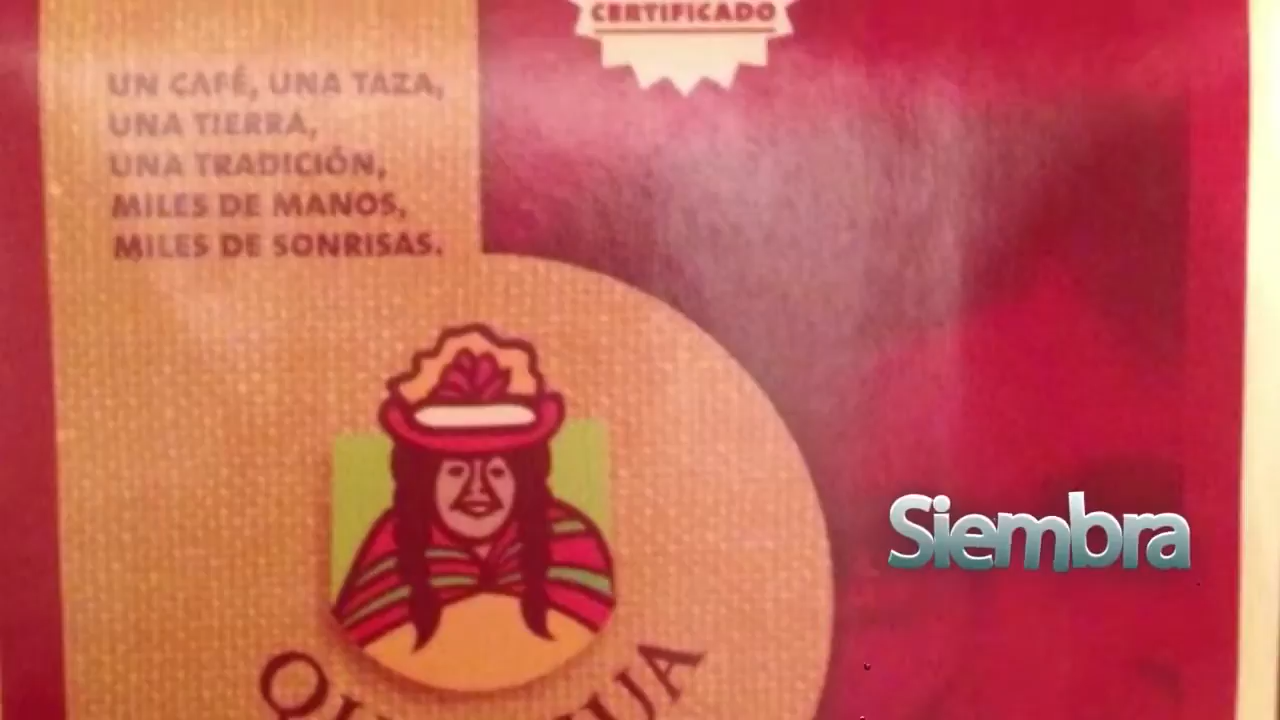 CERTIFICADO
UN CAFÉ, UNA TAZA,
UNA TIERRA,
UNA TRADICIÓN,
MILES DE MANOS,
MILES DE SONRISAS.
Siembra